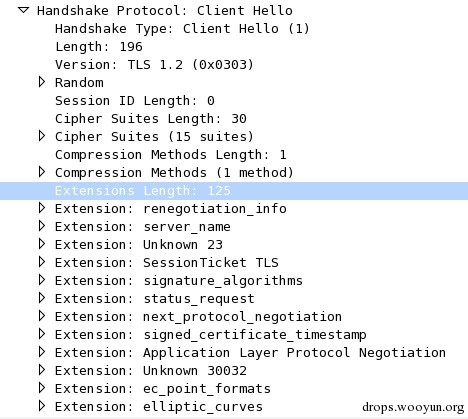 Handshake Protocol: Client Hello
Handshake Type: Client Hello (1)
Length: 196
Version: TLS 1.2 (0x0303)
Random
Session ID Length: 0
Cipher Suites Length: 30
Cipher Suites (15 suites)
Compression Methods Length: 1
Compression Methods (1 method)
Extensions Length: 125
Extension: renegotiation_info
Extension: server_name
Extension: Unknown 23
Extension: SessionTicket TLS
Extension: signature_algorithms
Extension: status_request
Extension: next_protocol_negotiation
Extension: signed_certificate_timestamp
Extension: Application Layer Protocol Negotiation
Extension: Unknown 30032
Extension: ec_point_formats
Extension: elliptic_curves
drops.wooyun.org